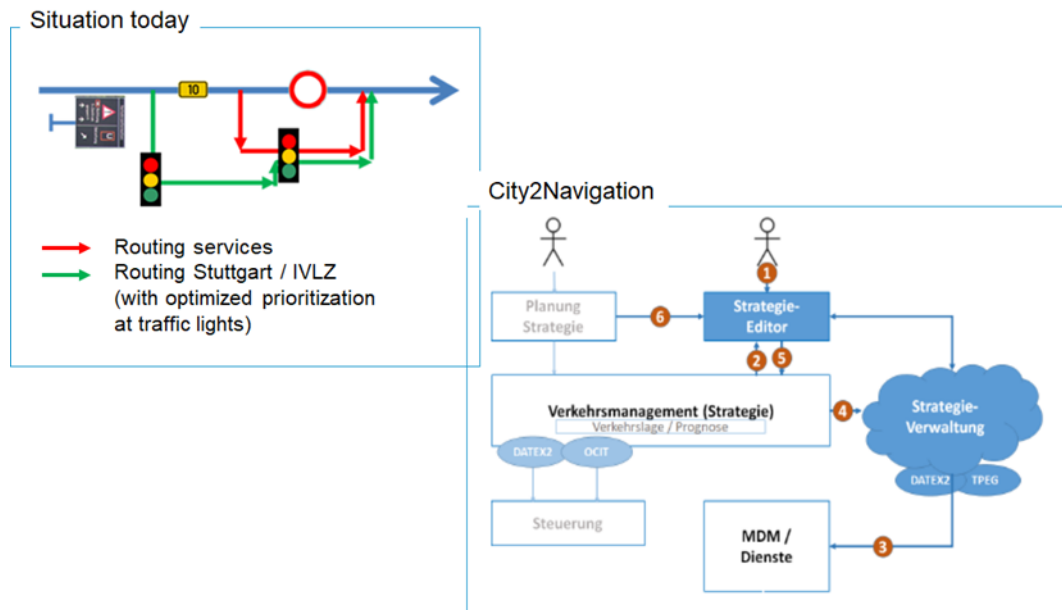 Situation today
10
Routing services
Routing Stuttgart / IVLZ
(with optimized prioritization
at traffic lights)
City2Navigation
1
Planung
Strategie
6
Strategie-
Editor
2
5
Verkehrsmanagement (Strategie)
Verkehrslage / Prognose
4
Strategie-
Verwaltung
DATEX2
OCIT
DATEX2
TPEG
Steuerung
MDM /
Dienste
3